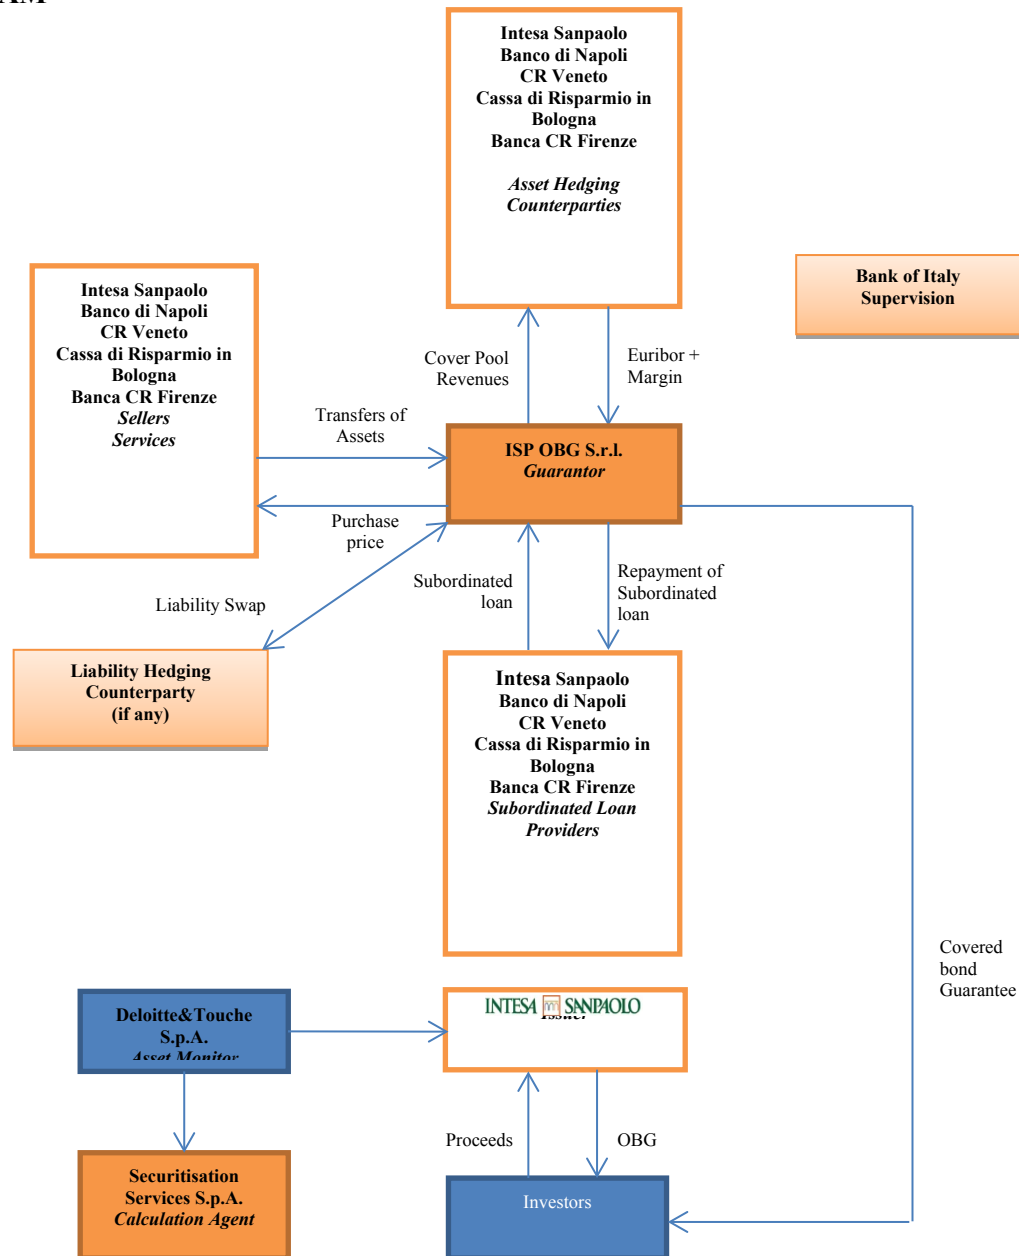 Intesa Sanpaolo
Banco di Napoli
CR Veneto
Cassa di Risparmio in
Bologna
Banca CR Firenze
Asset Hedging
Counterparties
Bank of Italy
Supervision
Intesa Sanpaolo
Banco di Napoli
CR Veneto
Cassa di Risparmio in
Bologna
Banca CR Firenze
Sellers
Services
Cover Pool
Revenues
Euribor +
Margin
Transfers of
Assets
ISP OBG S.r.l.
Guarantor
Purchase
price
Subordinated
loan
Repayment of
Subordinated
loan
Liability Swap
Liability Hedging
Counterparty
(if any)
Intesa Sanpaolo
Banco di Napoli
CR Veneto
Cassa di Risparmio in
Bologna
Banca CR Firenze
Subordinated Loan
Providers
Covered
bond
Guarantee
Deloitte&Touche
S.p.A.
Asset Monitor
INTESA SANPAOLO
Issuer
Proceeds
OBG
Securitisation
Services S.p.A.
Calculation Agent
Investors